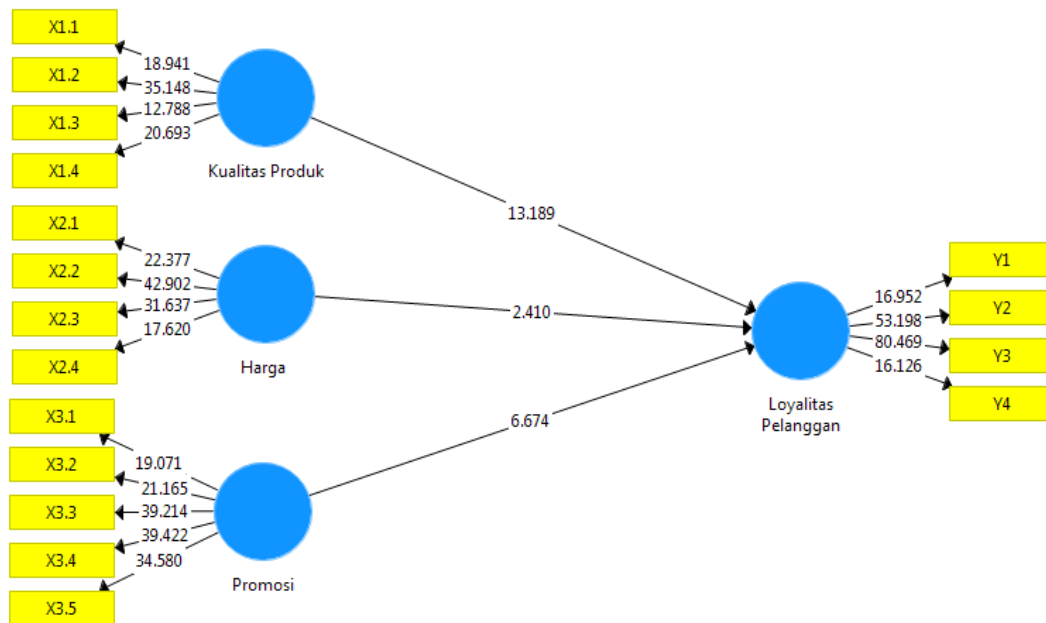 X1.1
18.941
X1.2
35.148
X1.3
12.788
X1.4
20.693
Kualitas Produk
13.189
X2.1
22.377
X2.2
42.902
X2.3
31.637
X2.4
17.620
Harga
2.410
X3.1
19.071
X3.2
21.165
X3.3
39.214
X3.4
39.422
X3.5
34.580
Promosi
6.674
Loyalitas
Pelanggan
Y1
16.952
Y2
53.198
Y3
80.469
Y4
16.126